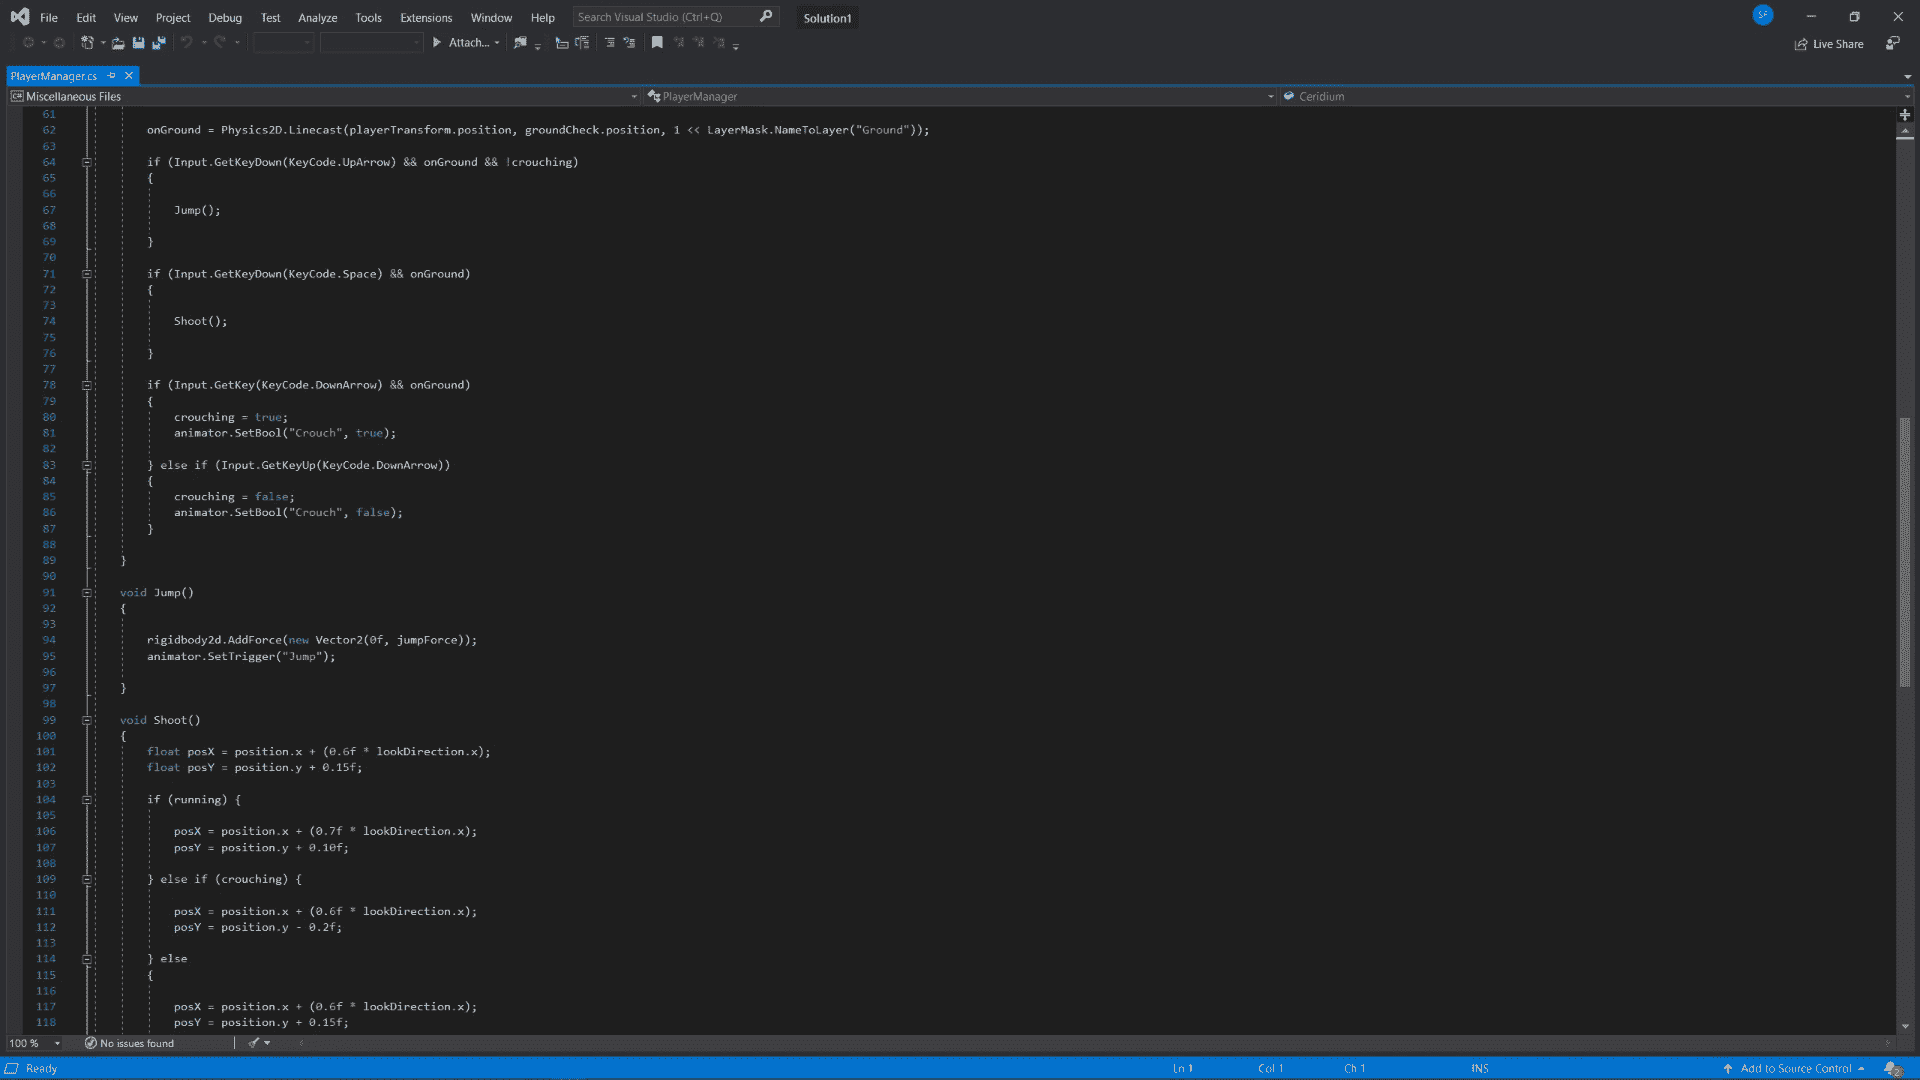 File Edit View Project Debug Test Analyze Tools Extensions Window Help Search Visual Studio (Ctrl+Q) Solution1 SF
Attach... Live Share
PlayerManager.cs
C# Miscellaneous Files PlayerManager Ceridium
61
62 onGround = Physics2D.Linecast(playerTransform.position, groundCheck.position, 1 << LayerMask.NameToLayer("Ground"));
63
64 if (Input.GetKeyDown(KeyCode.UpArrow) && onGround && !crouching)
65 {
66
67 Jump();
68
69 }
70
71 if (Input.GetKeyDown(KeyCode.Space) && onGround)
72 {
73
74 Shoot();
75
76 }
77
78 if (Input.GetKey(KeyCode.DownArrow) && onGround)
79 {
80 crouching = true;
81 animator.SetBool("Crouch", true);
82
83 } else if (Input.GetKeyUp(KeyCode.DownArrow))
84 {
85 crouching = false;
86 animator.SetBool("Crouch", false);
87 }
88
89 }
90
91 void Jump()
92 {
93
94 rigidbody2d.AddForce(new Vector2(0f, jumpForce));
95 animator.SetTrigger("Jump");
96
97 }
98
99 void Shoot()
100 {
101 float posX = position.x + (0.6f * lookDirection.x);
102 float posY = position.y + 0.15f;
103
104 if (running) {
105
106 posX = position.x + (0.7f * lookDirection.x);
107 posY = position.y + 0.10f;
108
109 } else if (crouching) {
110
111 posX = position.x + (0.6f * lookDirection.x);
112 posY = position.y - 0.2f;
113
114 } else
115 {
116
117 posX = position.x + (0.6f * lookDirection.x);
118 posY = position.y + 0.15f;
100 % No issues found
Ready Ln 1 Col 1 Ch 1 INS Add to Source Control 2